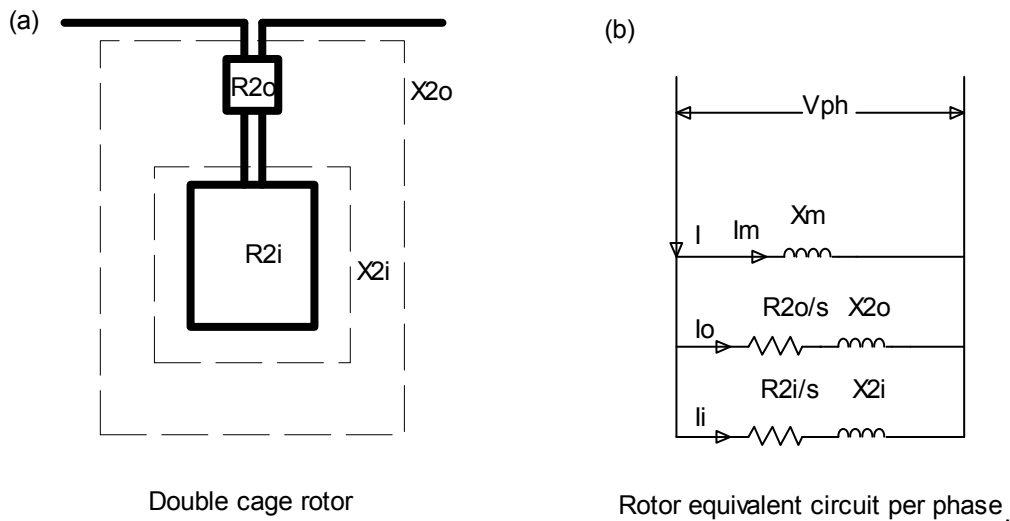 (a)
R2o
X2o
R2i
X2i
Double cage rotor
(b)
Vph
Xm
I
Im
R2o/s
X2o
Io
R2i/s
X2i
Ii
Rotor equivalent circuit per phase.